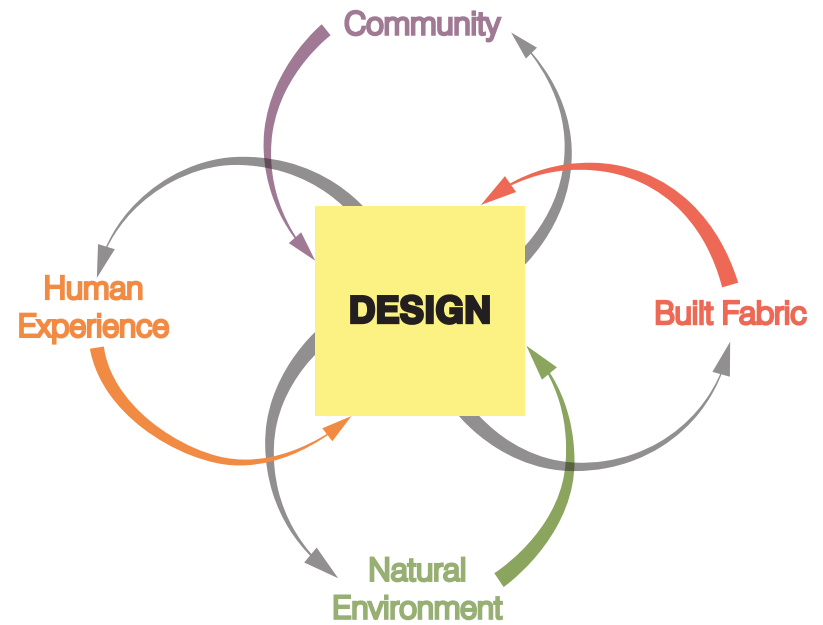 Community
Human
Experience
DESIGN
Built Fabric
Natural
Environment